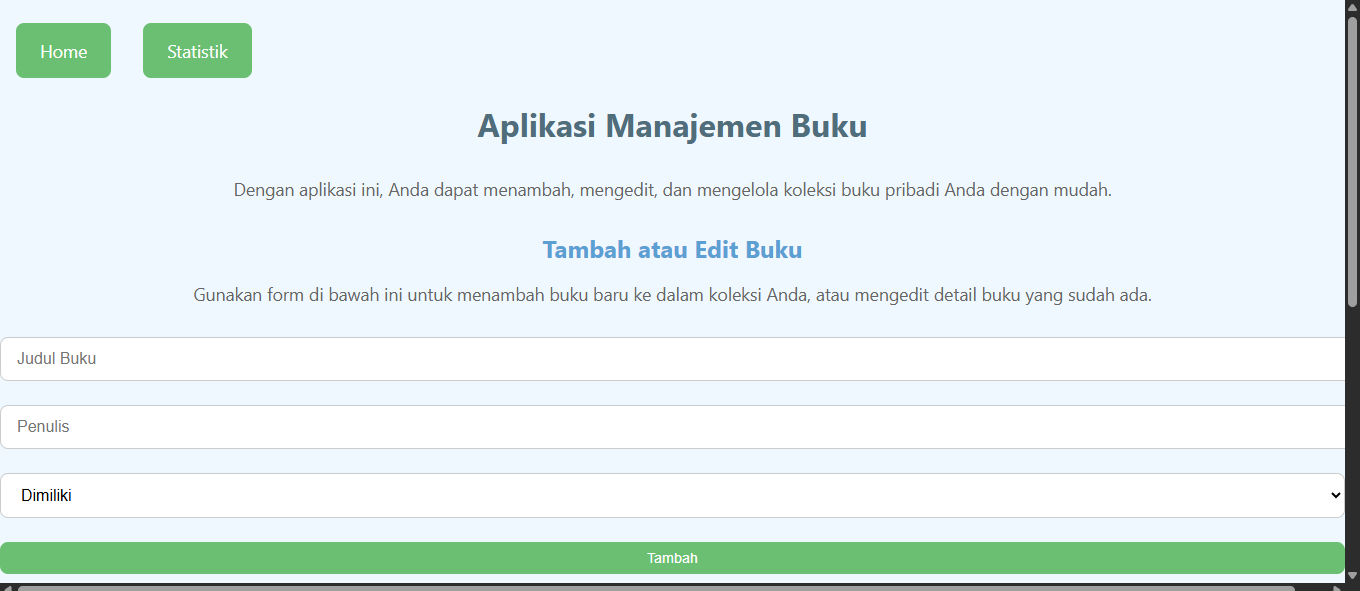 Home
Statistik
Aplikasi Manajemen Buku
Dengan aplikasi ini, Anda dapat menambah, mengedit, dan mengelola koleksi buku pribadi Anda dengan mudah.
Tambah atau Edit Buku
Gunakan form di bawah ini untuk menambah buku baru ke dalam koleksi Anda, atau mengedit detail buku yang sudah ada.
Judul Buku
Penulis
Dimiliki
Tambah